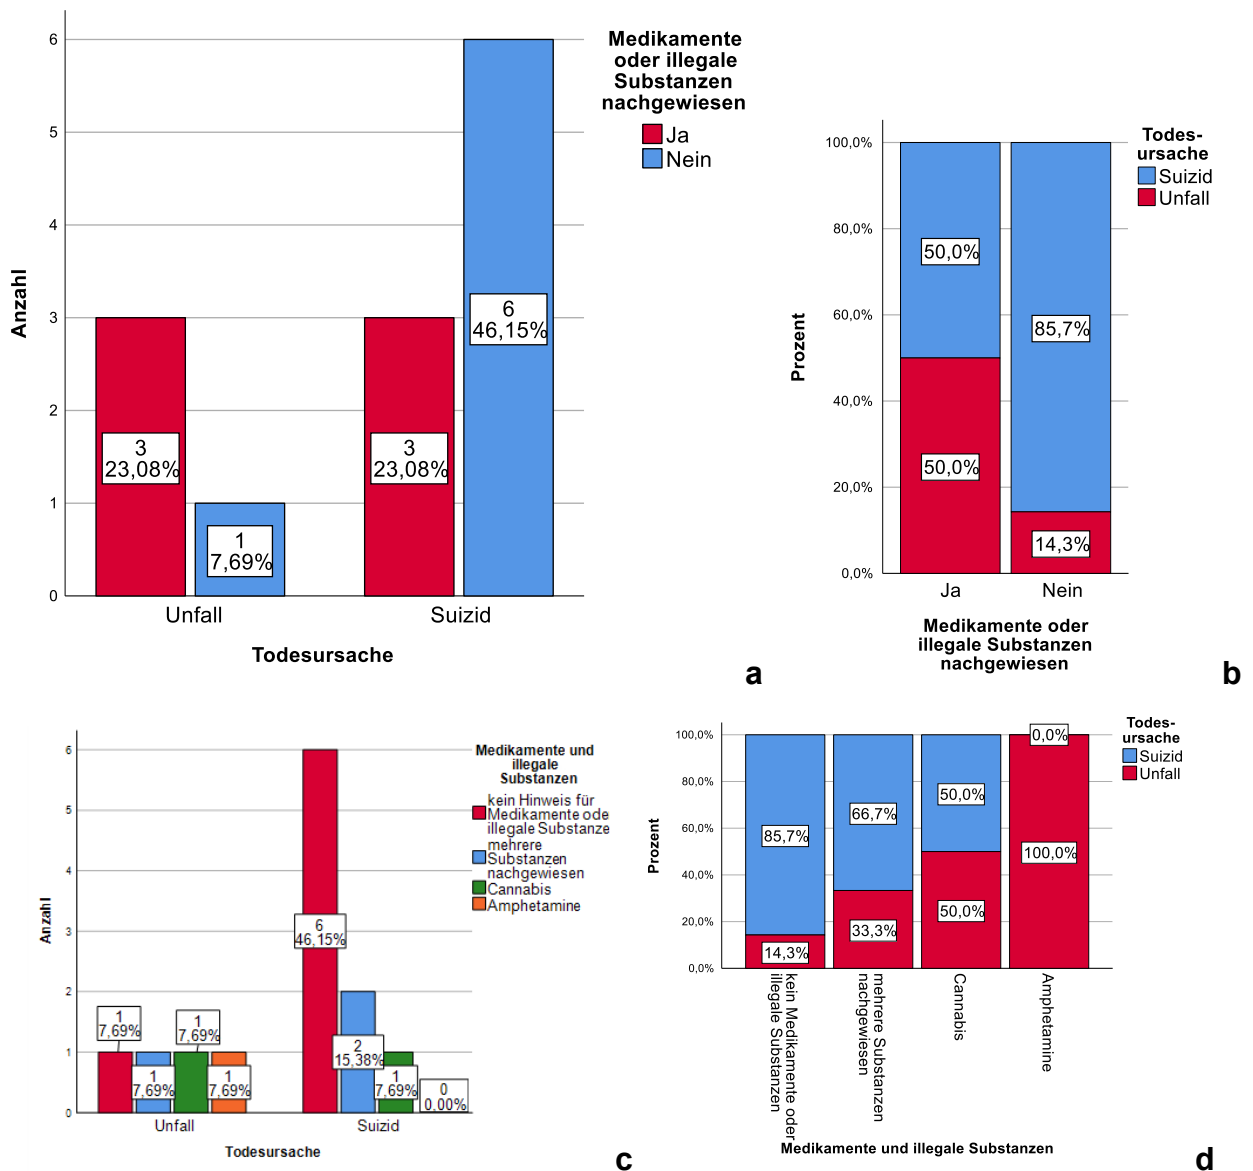 6
5
4
3
2
1
0
Anzahl
3
23,08%
1
7,69%
3
23,08%
6
46,15%
Unfall
Suizid
Todesursache
Medikamente
oder illegale
Substanzen
nachgewiesen
Ja
Nein
a
100,0%
80,0%
60,0%
40,0%
20,0%
0,0%
Prozent
50,0%
50,0%
85,7%
14,3%
Ja
Nein
Medikamente oder
illegale Substanzen
nachgewiesen
Todes-
ursache
Suizid
Unfall
b
6
5
4
3
2
1
0
Anzahl
1
7,69%
1
7,69%
1
7,69%
1
7,69%
6
46,15%
2
15,38%
1
7,69%
0
0,00%
Unfall
Suizid
Todesursache
Medikamente und
illegale
Substanzen
kein Hinweis für
Medikamente ode
illegale Substanze
mehrere
Substanzen
nachgewiesen
Cannabis
Amphetamine
c
100,0%
80,0%
60,0%
40,0%
20,0%
0,0%
Prozent
85,7%
14,3%
66,7%
33,3%
50,0%
50,0%
0,0%
100,0%
kein Medikamente oder
illegale Substanzen
mehrere Substanzen
nachgewiesen
Cannabis
Amphetamine
Medikamente und illegale Substanzen
Todes-
ursache
Suizid
Unfall
d